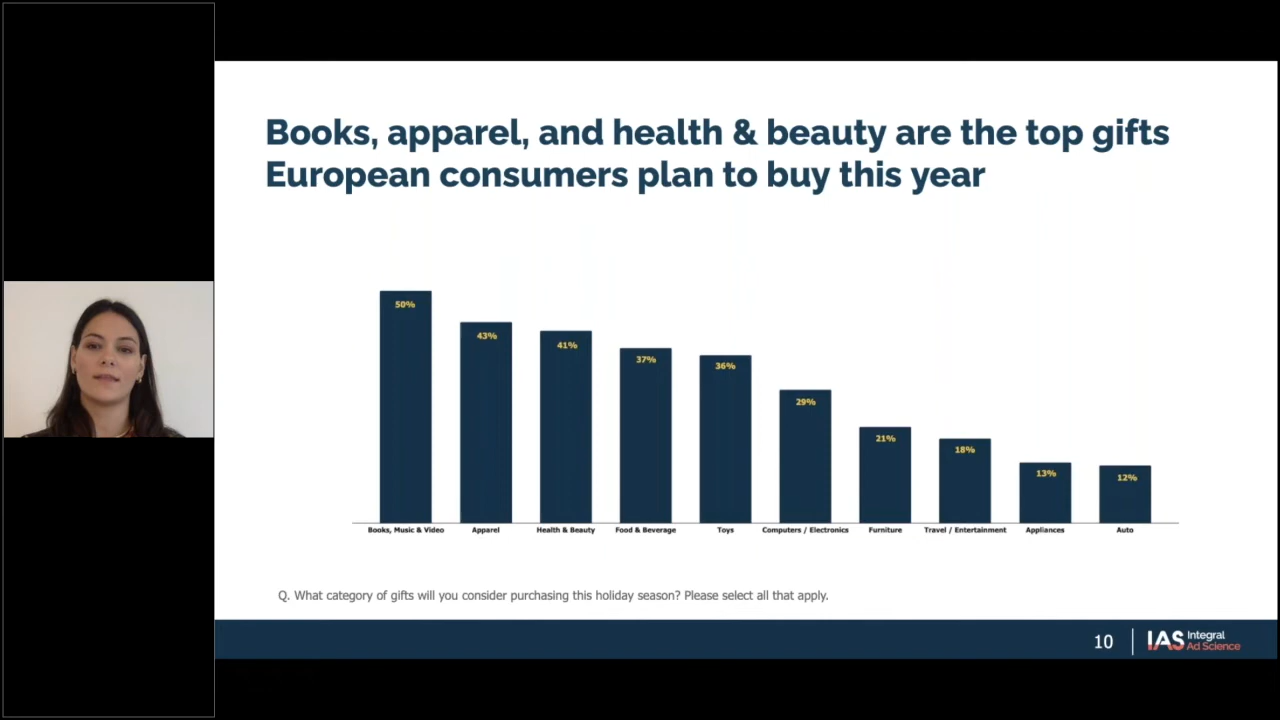 Books, apparel, and health & beauty are the top gifts
European consumers plan to buy this year
50%
43%
41%
37%
36%
29%
21%
18%
13%
12%
Books, Music & Video
Apparel
Health & Beauty
Food & Beverage
Toys
Computers / Electronics
Furniture
Travel / Entertainment
Appliances
Auto
Q. What category of gifts will you consider purchasing this holiday season? Please select all that apply.
10
IAS Integral
Ad Science